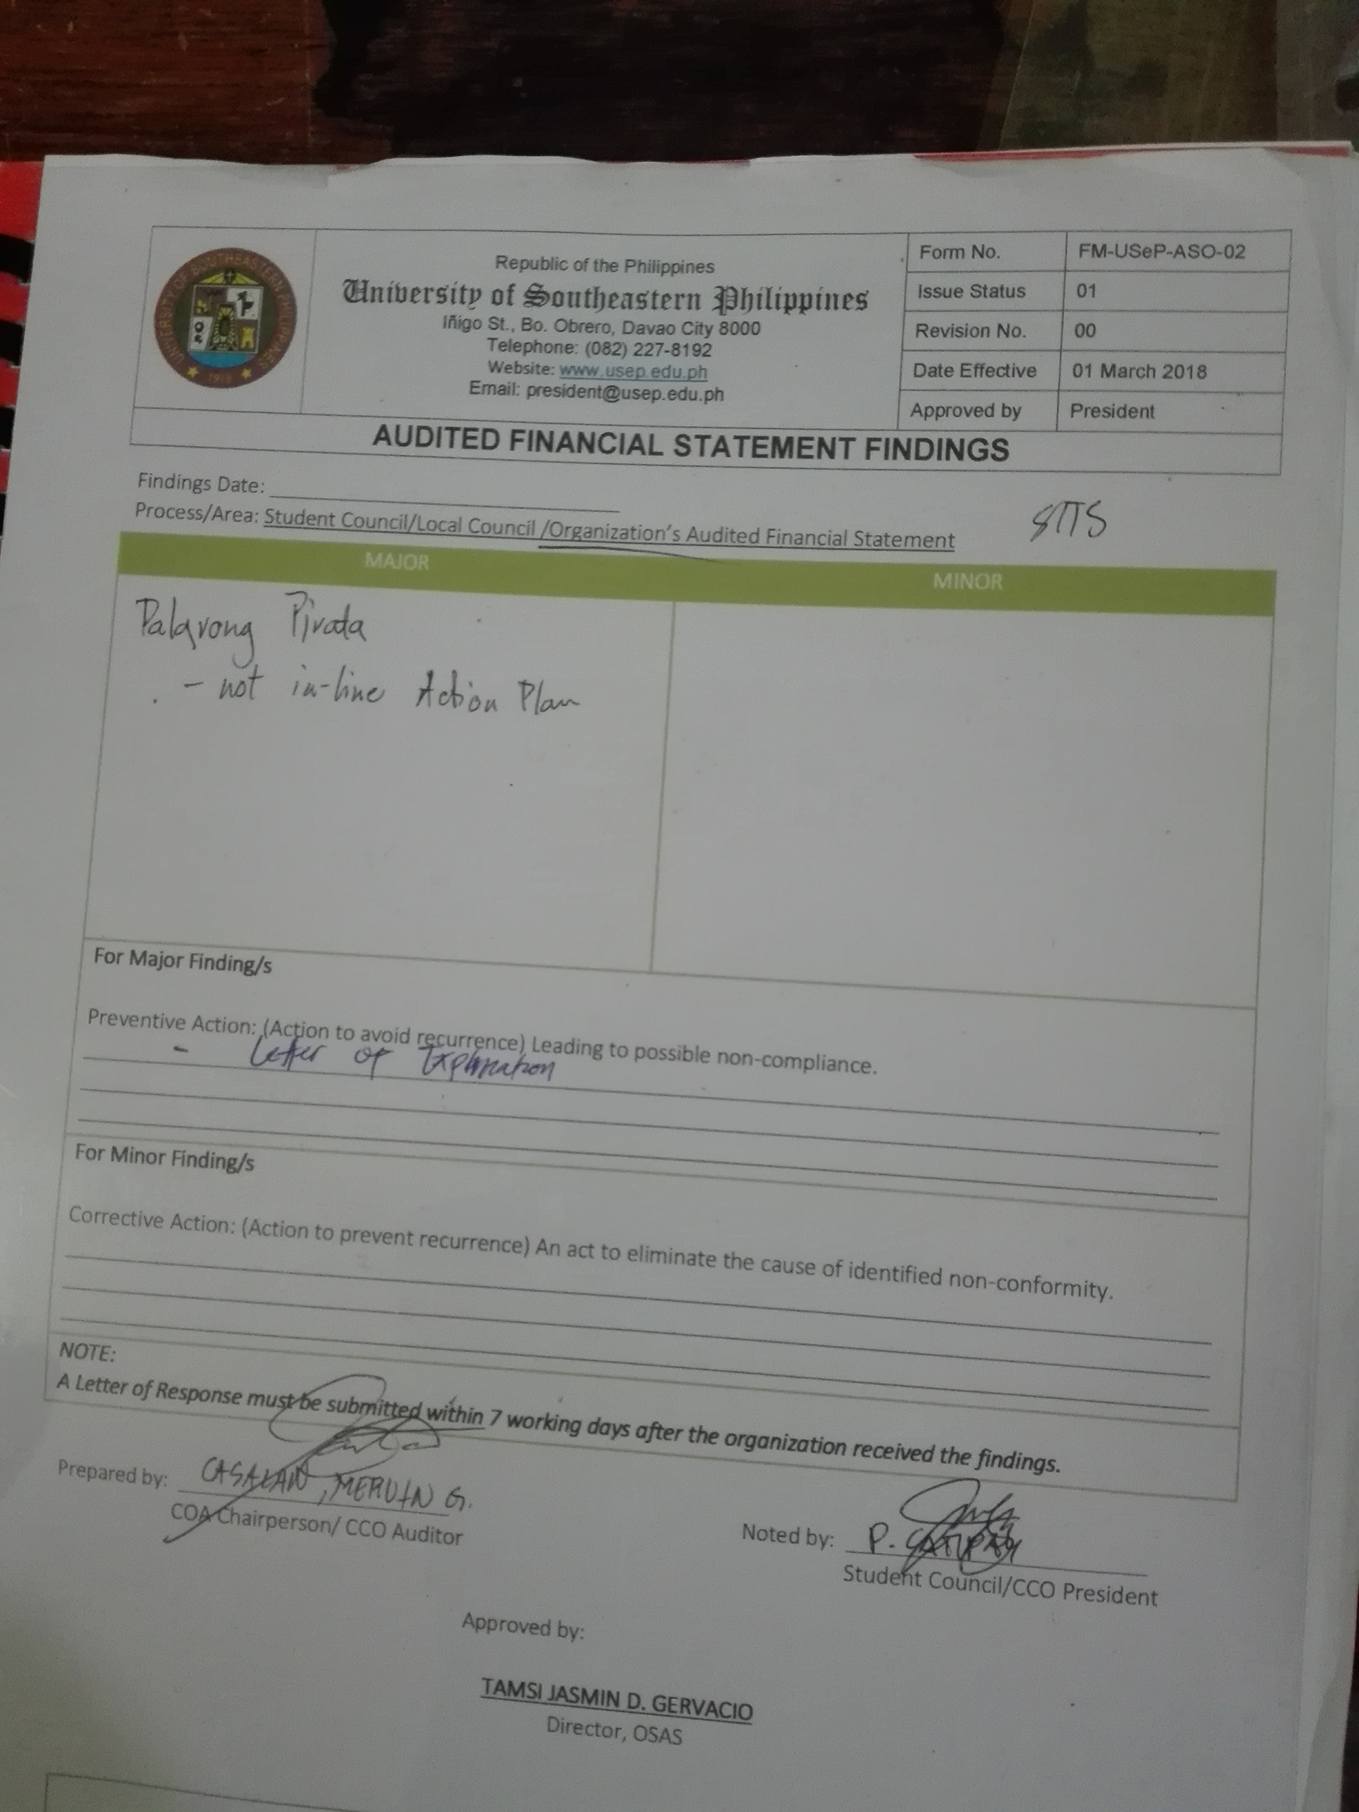 Republic of the Philippines
University of Southeastern Philippines
Iñigo St., Bo. Obrero, Davao City 8000
Telephone: (082) 227-8192
Website: www.usep.edu.ph
Email: president@usep.edu.ph
Form No. FM-USeP-ASO-02
Issue Status 01
Revision No. 00
Date Effective 01 March 2018
Approved by President
UNIVERSITY OF SOUTHEASTERN PHILIPPINES
1978
AUDITED FINANCIAL STATEMENT FINDINGS
Findings Date:
Process/Area: Student Council/Local Council /Organization's Audited Financial Statement
SITS
MAJOR
MINOR
Palarong Pirata
- not in-line Action Plan
For Major Finding/s
Preventive Action: (Action to avoid recurrence) Leading to possible non-compliance.
- Letter of Explanation
For Minor Finding/s
Corrective Action: (Action to prevent recurrence) An act to eliminate the cause of identified non-conformity.
NOTE:
A Letter of Response must be submitted within 7 working days after the organization received the findings.
Prepared by: CASALAN, MERVIN G.
COA Chairperson/ CCO Auditor
Noted by: P.
Student Council/CCO President
Approved by:
TAMSI JASMIN D. GERVACIO
Director, OSAS